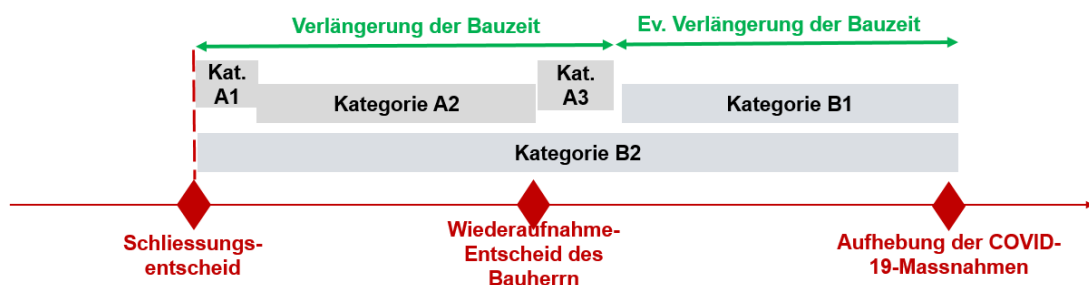 Verlängerung der Bauzeit
Ev. Verlängerung der Bauzeit
Kat.
A1
Kategorie A2
Kat.
A3
Kategorie B1
Kategorie B2
Schliessungs-
entscheid
Wiederaufnahme-
Entscheid des
Bauherrn
Aufhebung der COVID-
19-Massnahmen